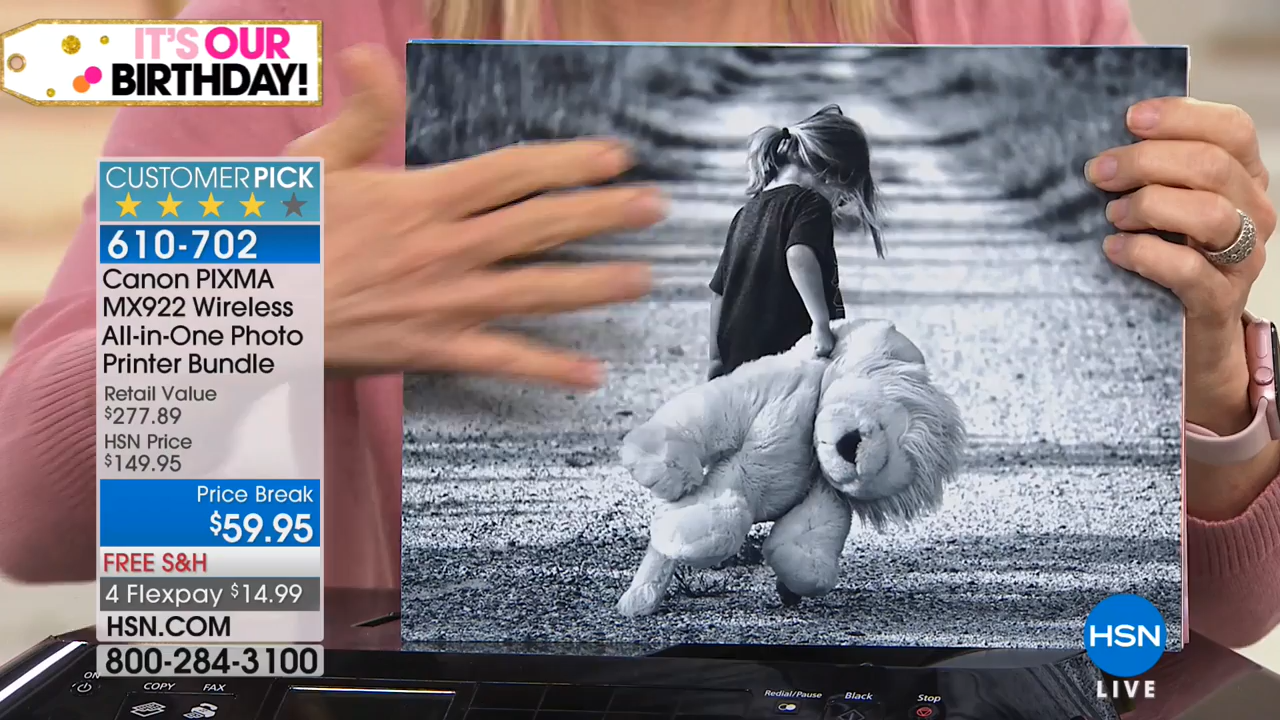 IT'S OUR
BIRTHDAY!
CUSTOMER PICK
610-702
Canon PIXMA
MX922 Wireless
All-in-One Photo
Printer Bundle
Retail Value
$277.89
HSN Price
$149.95
Price Break
$59.95
FREE S&H
4 Flexpay $14.99
HSN.COM
800-284-3100
ON
COPY
FAX
Redial/Pause
Black
Stop
HSN
LIVE